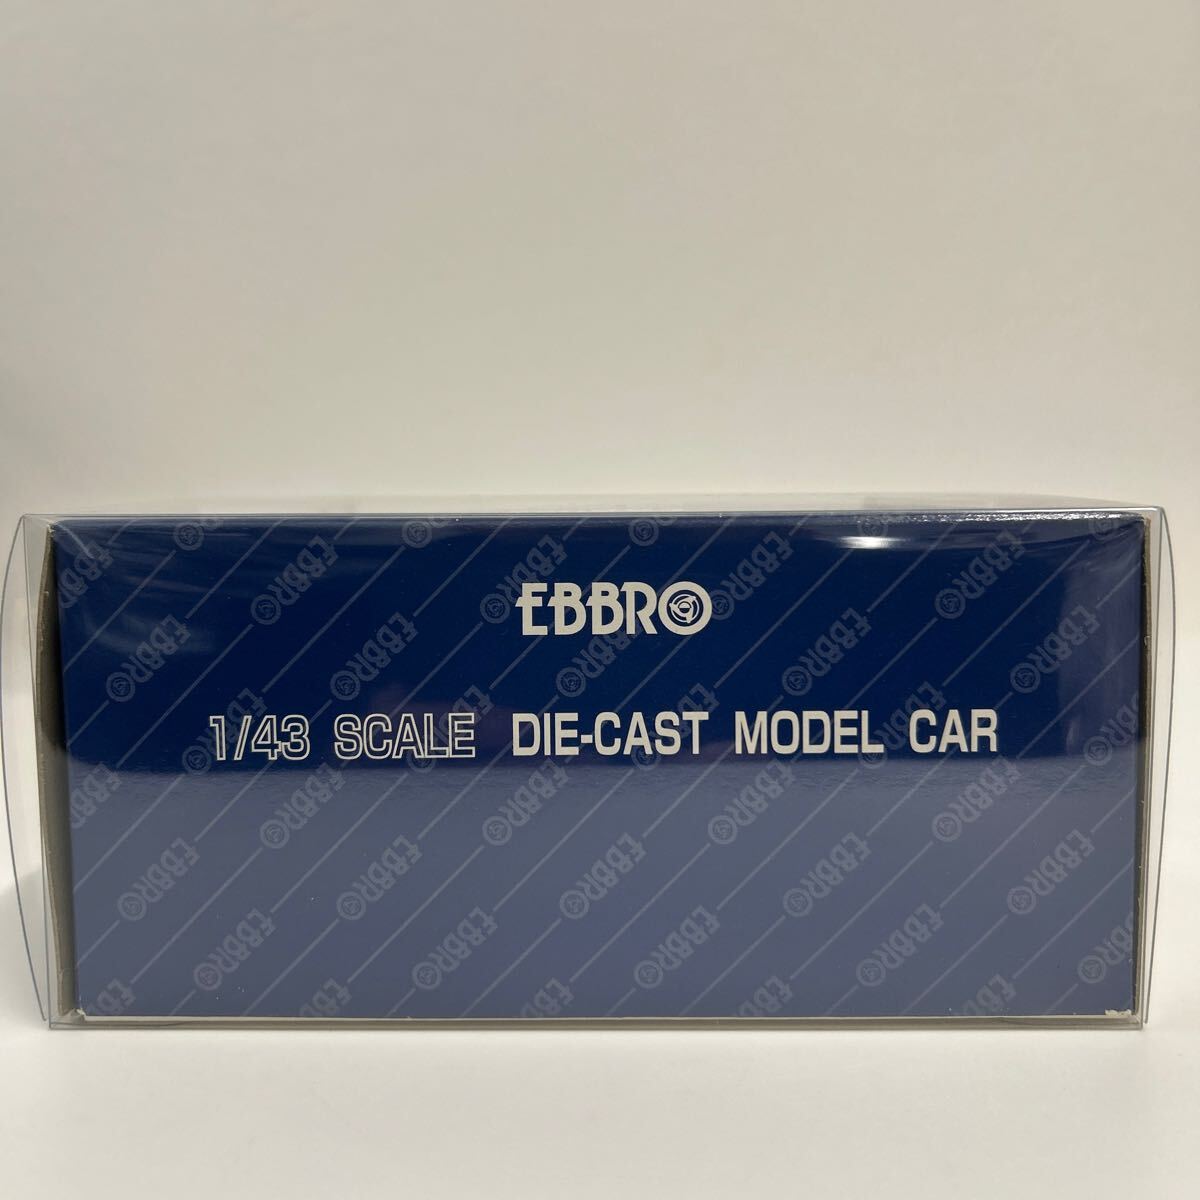 EBBRO
1/43 SCALE DIE-CAST MODEL CAR